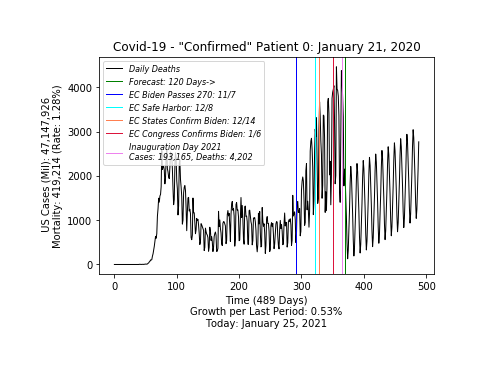 Covid-19 - "Confirmed" Patient 0: January 21, 2020
Daily Deaths
Forecast: 120 Days->
EC Biden Passes 270: 11/7
EC Safe Harbor: 12/8
EC States Confirm Biden: 12/14
EC Congress Confirms Biden: 1/6
Inauguration Day 2021
Cases: 193,165, Deaths: 4,202
US Cases (Mil): 47,147,926
Mortality: 419,214 (Rate: 1.28%)
4000
3000
2000
1000
0
0 100 200 300 400 500
Time (489 Days)
Growth per Last Period: 0.53%
Today: January 25, 2021